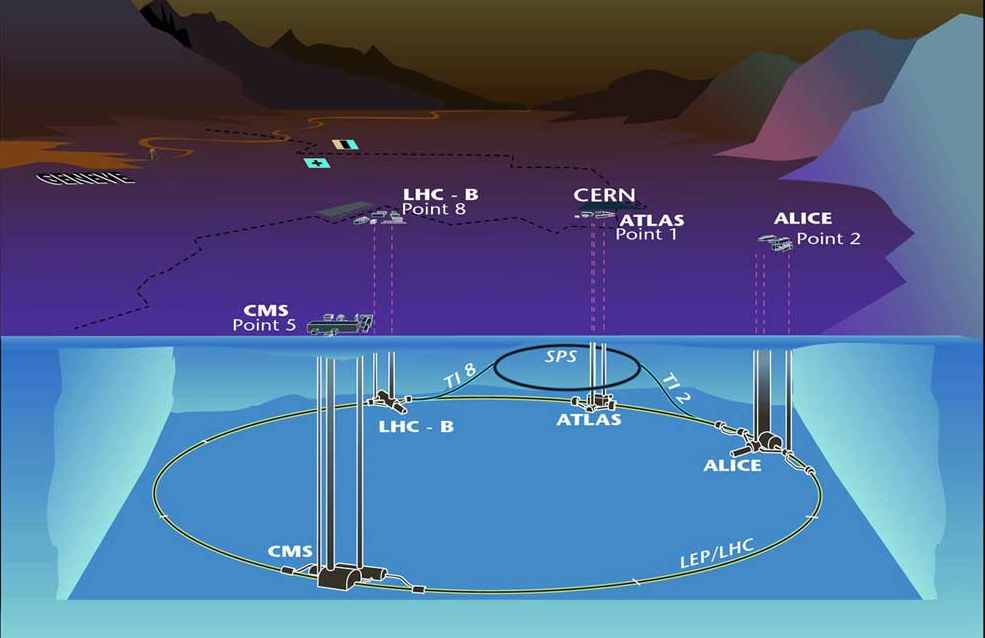 GENEVE
LHC - B
Point 8
CERN
ATLAS
Point 1
ALICE
Point 2
CMS
Point 5
SPS
TI 8
TI 2
LHC - B
ATLAS
ALICE
CMS
LEP/LHC